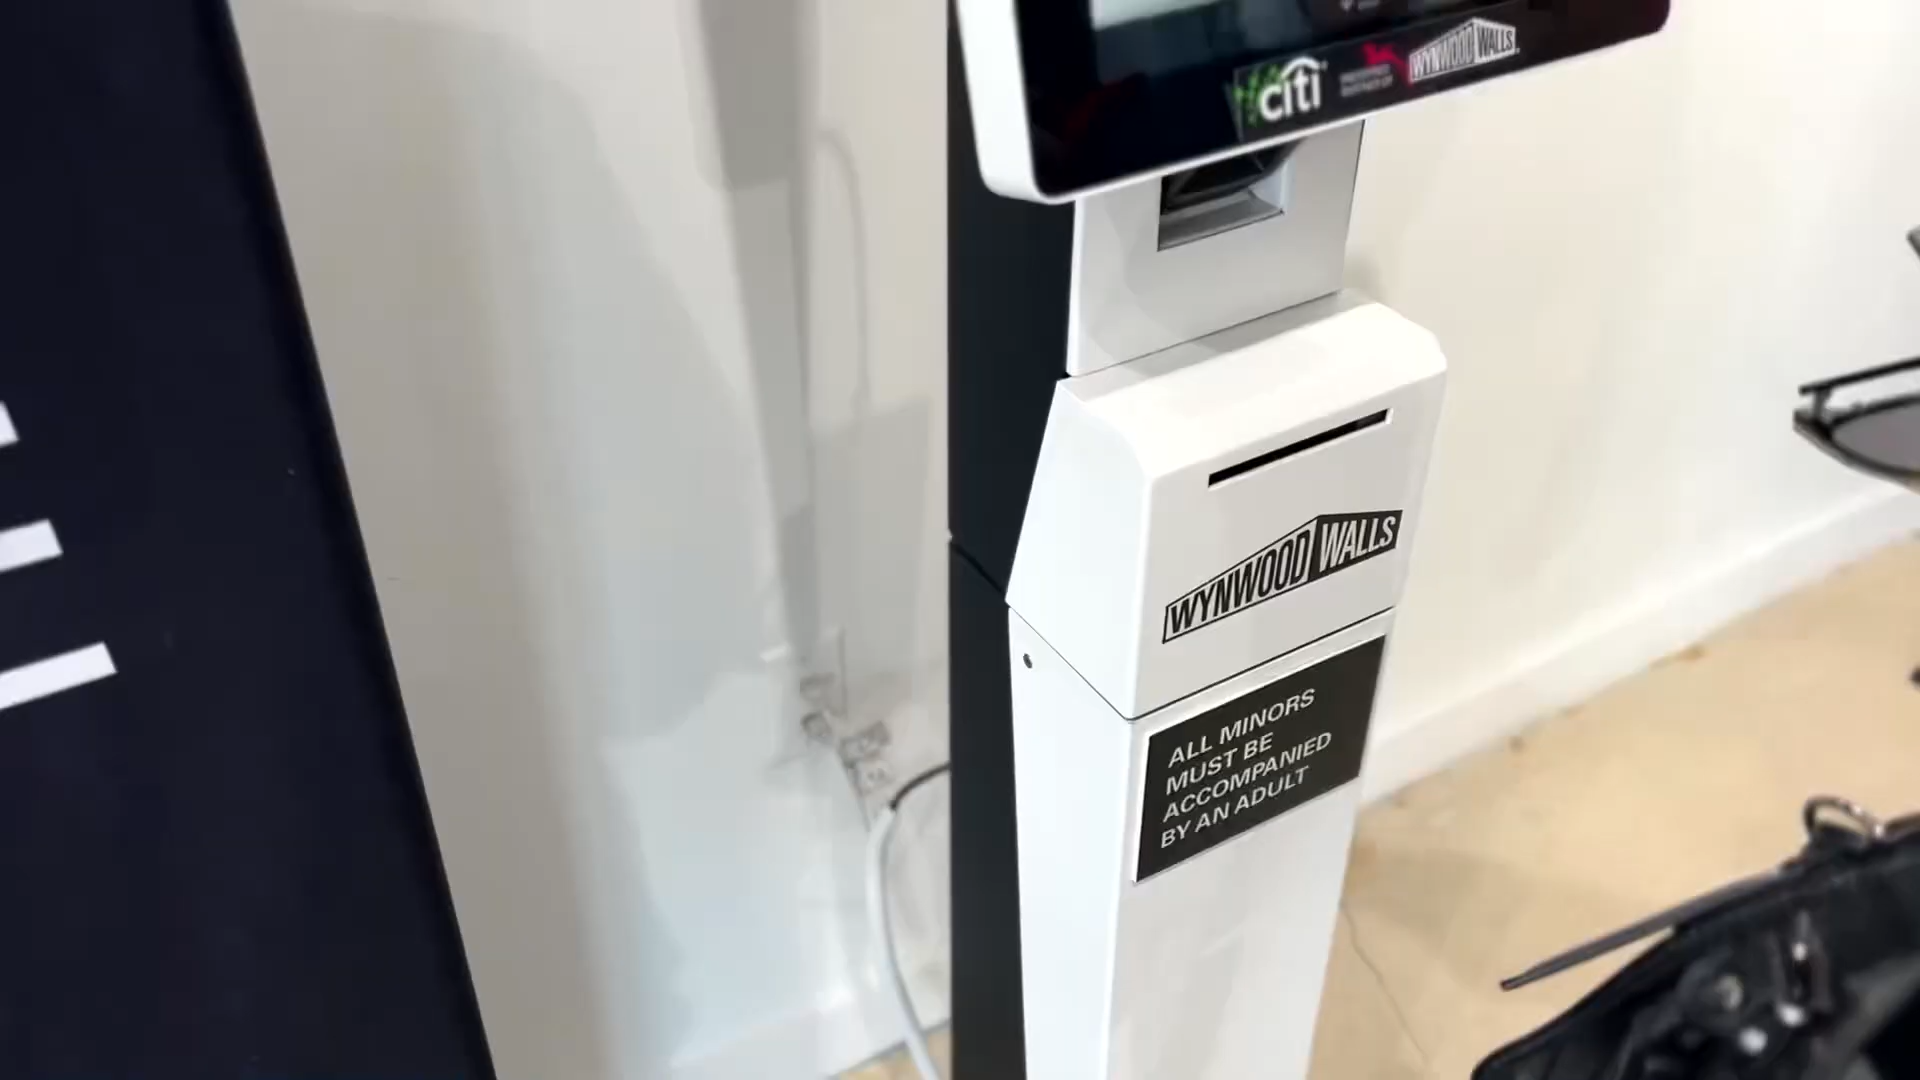 citi
WYNWOOD WALLS
WYNWOOD WALLS
ALL MINORS
MUST BE
ACCOMPANIED
BY AN ADULT